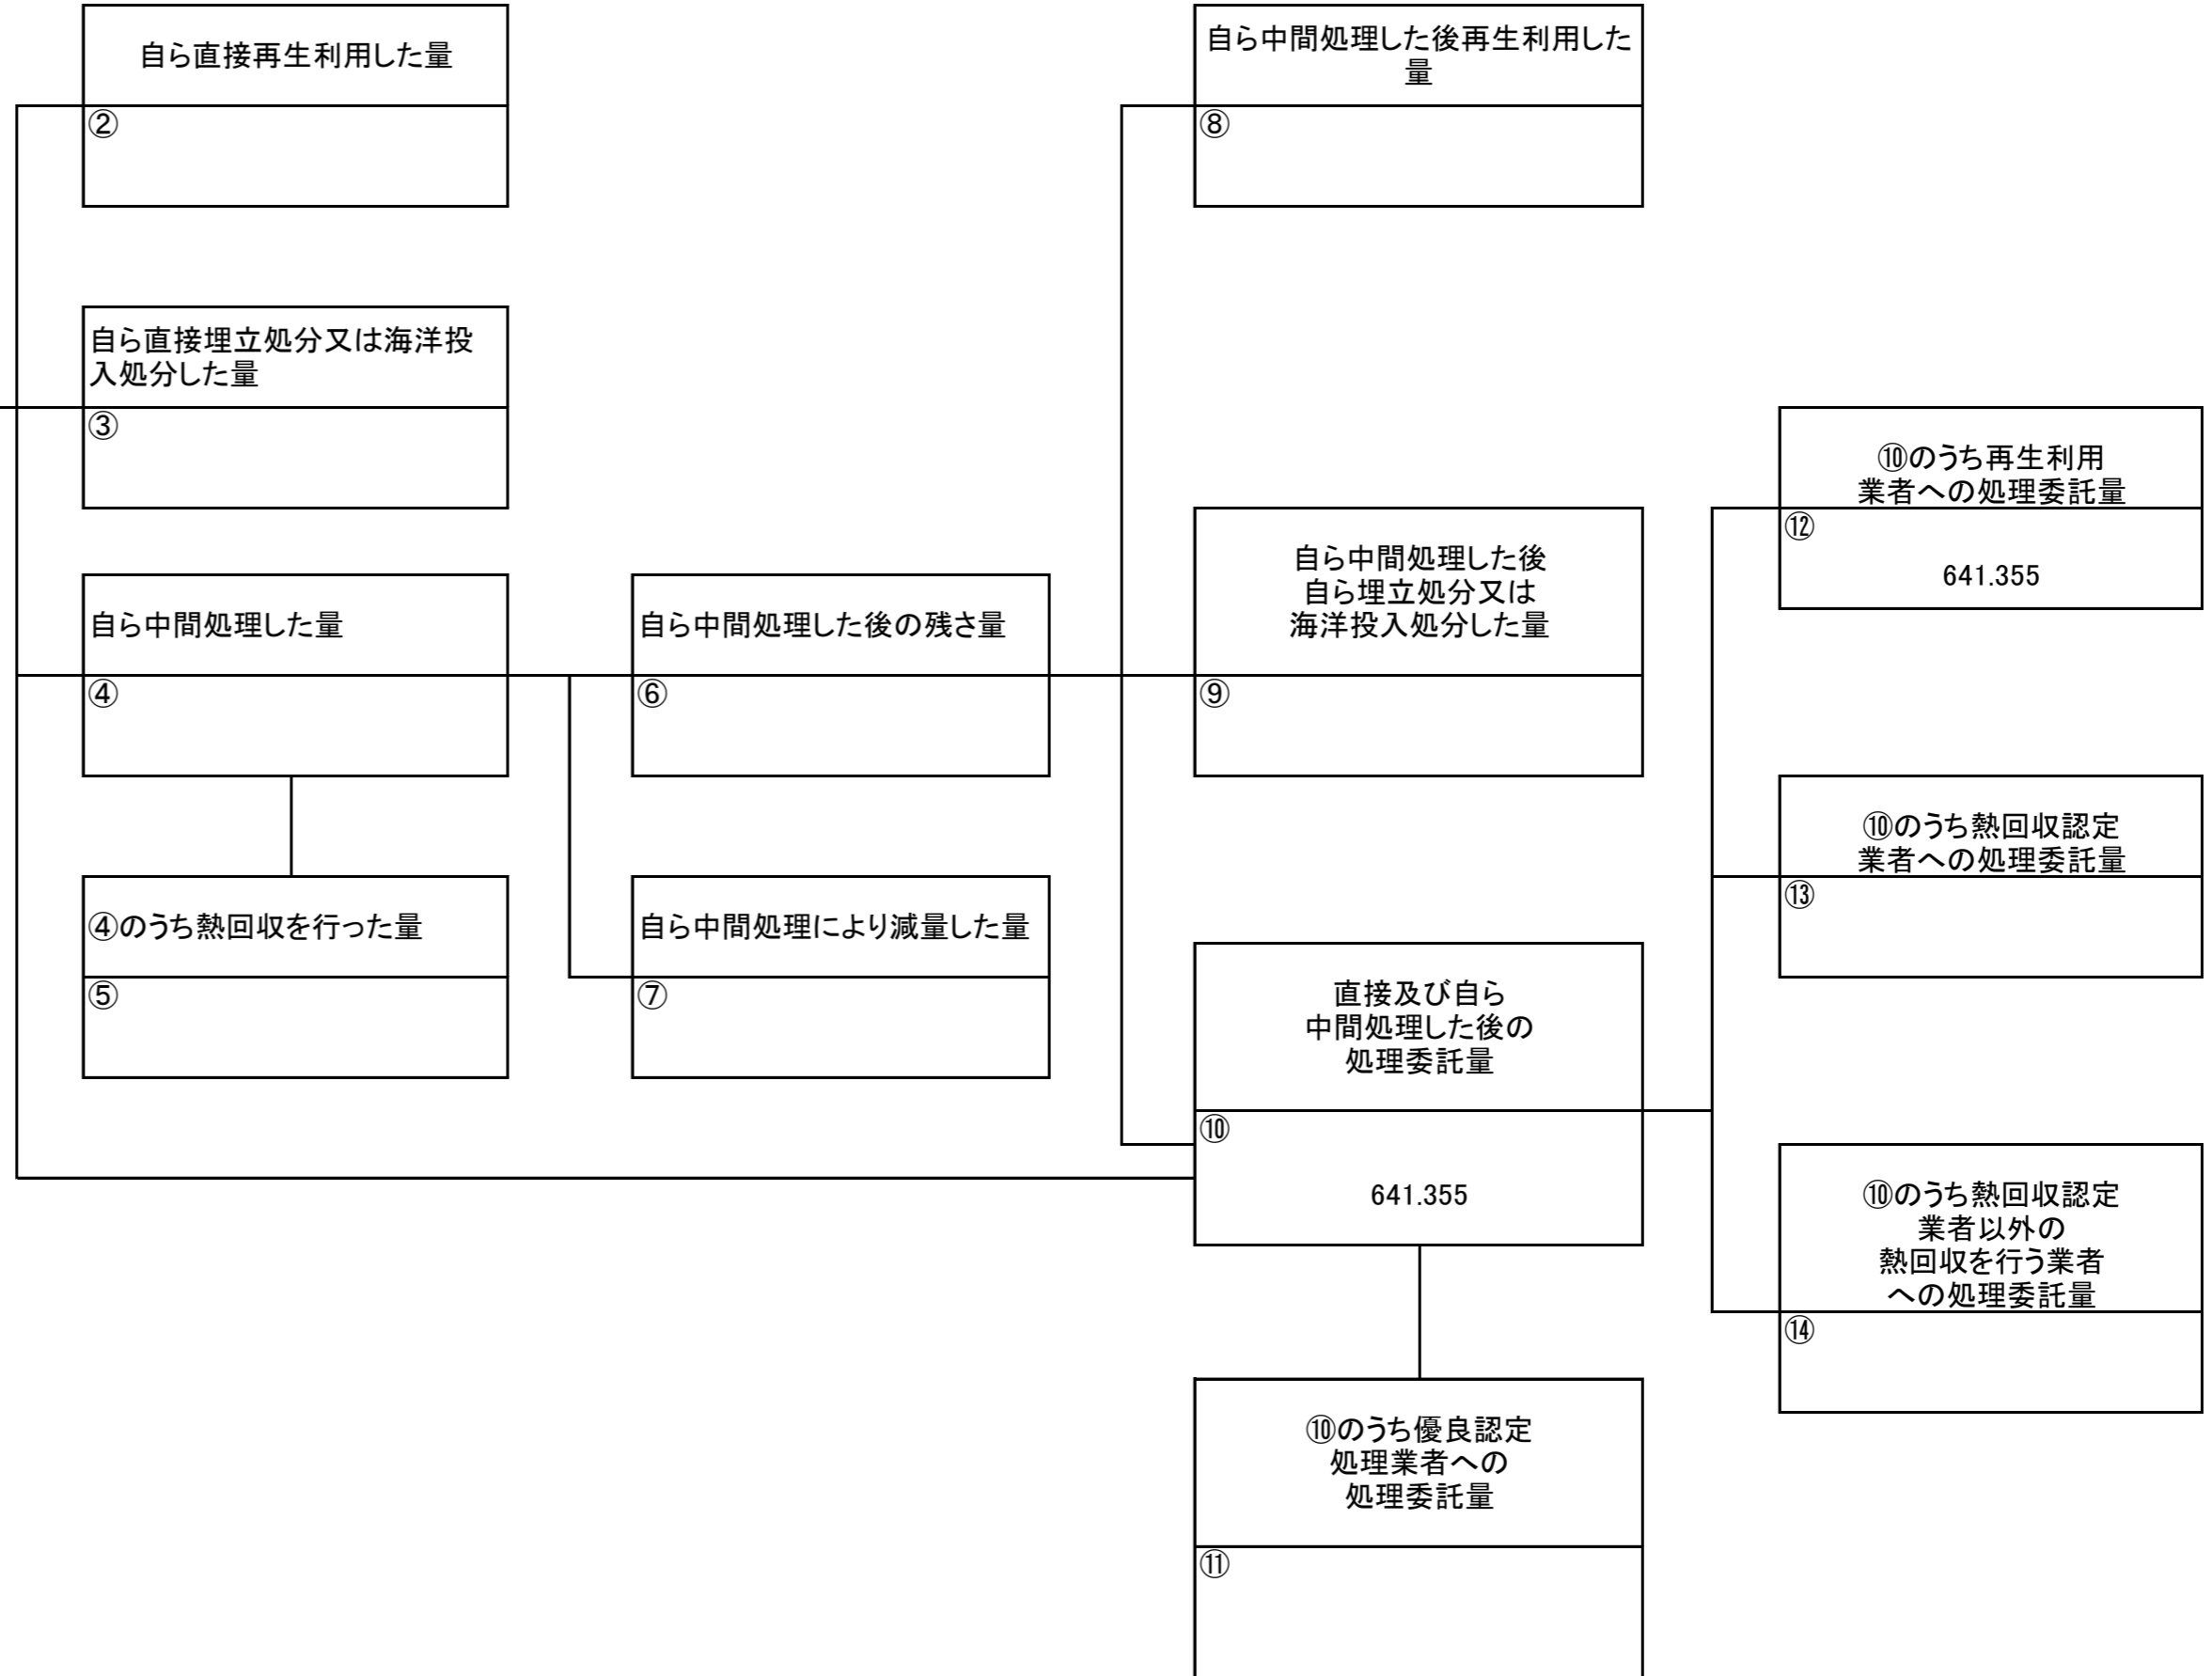 自ら直接再生利用した量
②
自ら直接埋立処分又は海洋投
入処分した量
③
自ら中間処理した量
④
④のうち熱回収を行った量
⑤
自ら中間処理した後の残さ量
⑥
自ら中間処理により減量した量
⑦
自ら中間処理した後再生利用した
量
⑧
自ら中間処理した後
自ら埋立処分又は
海洋投入処分した量
⑨
直接及び自ら
中間処理した後の
処理委託量
⑩
641.355
⑩のうち優良認定
処理業者への
処理委託量
⑪
⑩のうち再生利用
業者への処理委託量
⑫
641.355
⑩のうち熱回収認定
業者への処理委託量
⑬
⑩のうち熱回収認定
業者以外の
熱回収を行う業者
への処理委託量
⑭